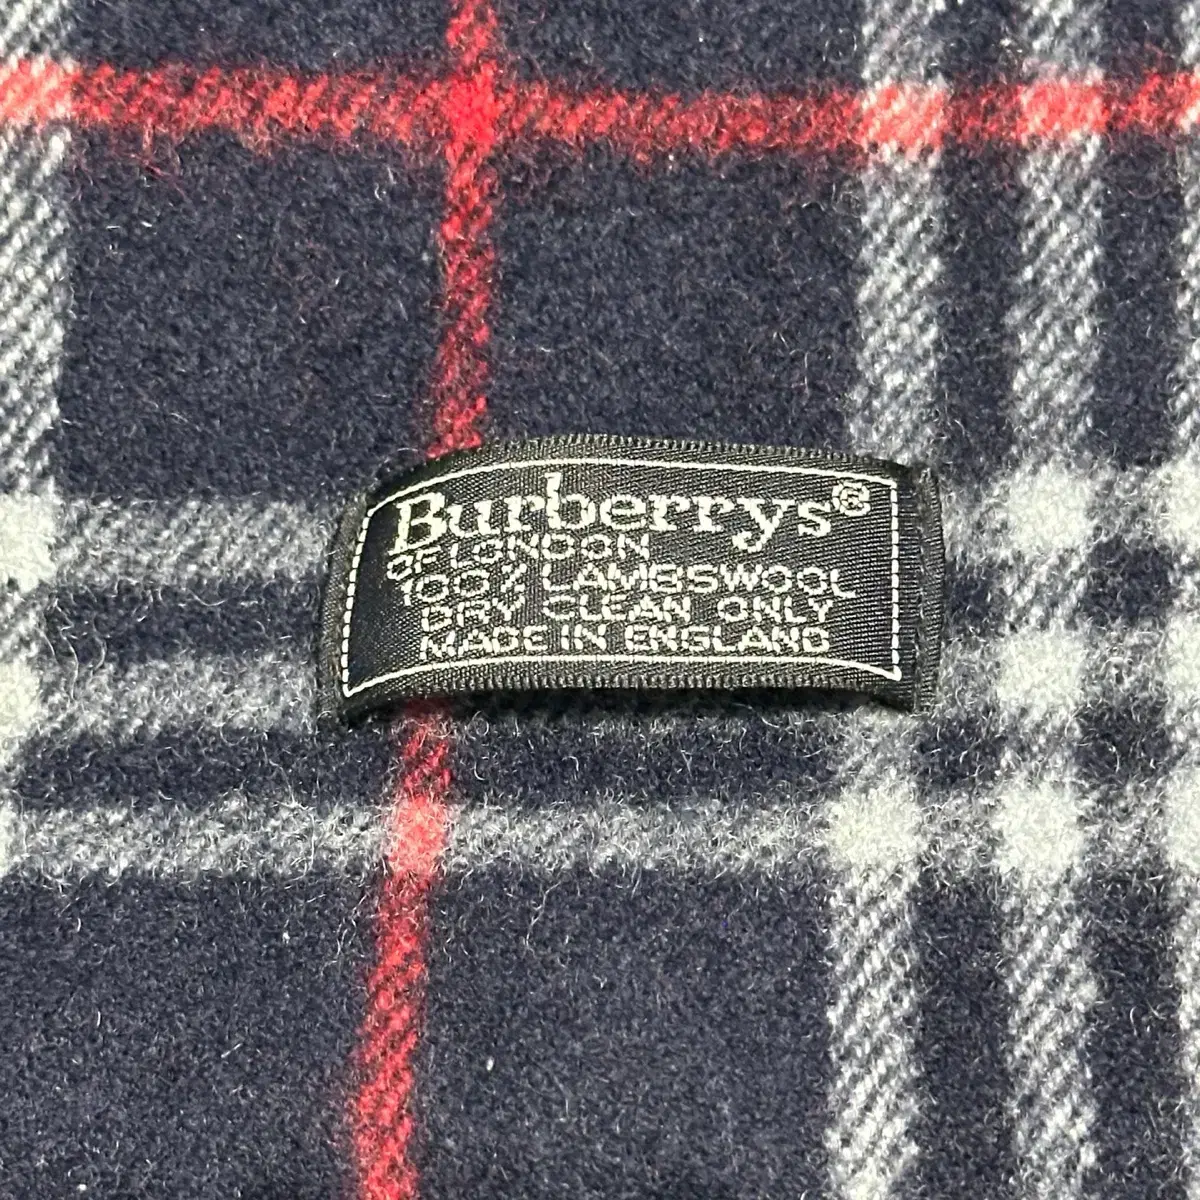 Burberrys®
OF LONDON
100% LAMBSWOOL
DRY CLEAN ONLY
MADE IN ENGLAND